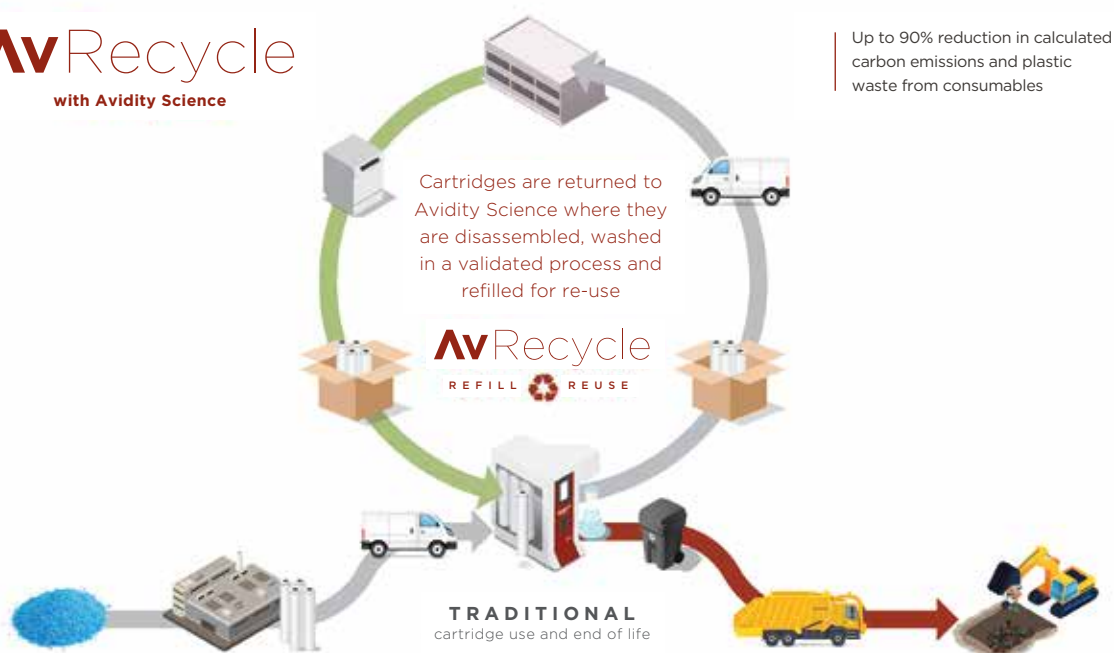 AvRecycle
with Avidity Science
Up to 90% reduction in calculated
carbon emissions and plastic
waste from consumables
Cartridges are returned to
Avidity Science where they
are disassembled, washed
in a validated process and
refilled for re-use
AvRecycle
REFILL REUSE
TRADITIONAL
cartridge use and end of life